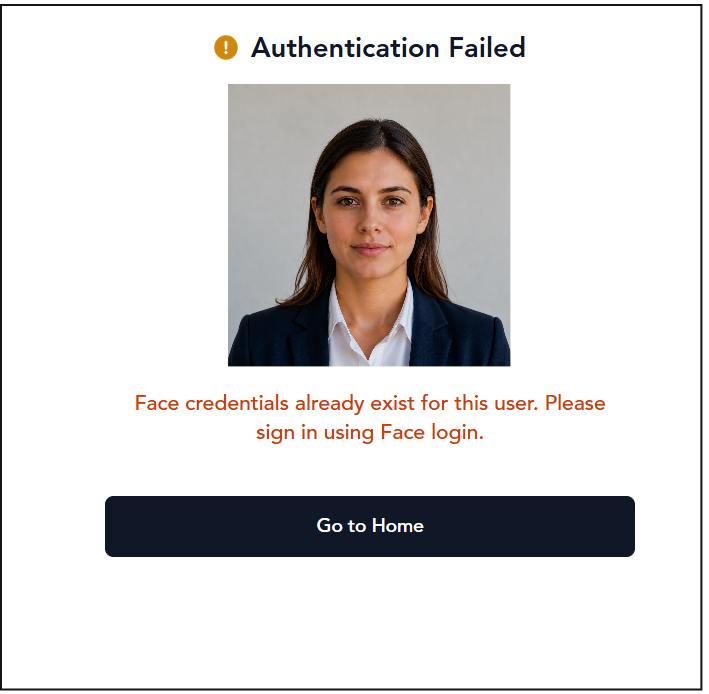 Authentication Failed
Face credentials already exist for this user. Please
sign in using Face login.
Go to Home